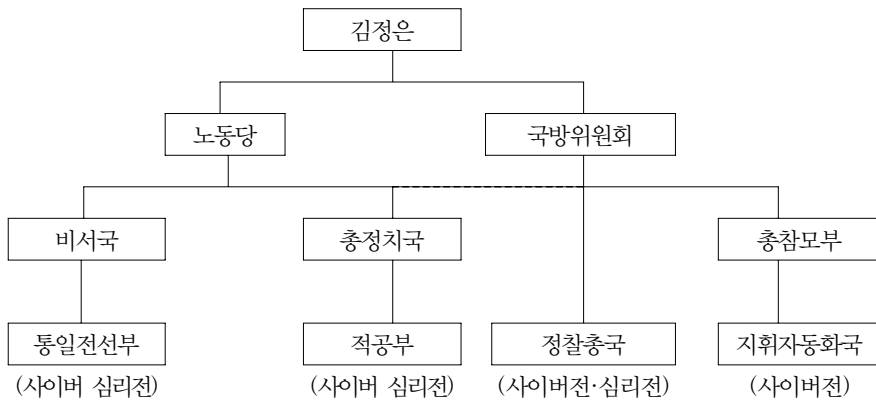 김정은
노동당
국방위원회
비서국
총정치국
총참모부
통일전선부
적공부
정찰총국
지휘자동화국
(사이버 심리전)
(사이버 심리전)
(사이버전·심리전)
(사이버전)